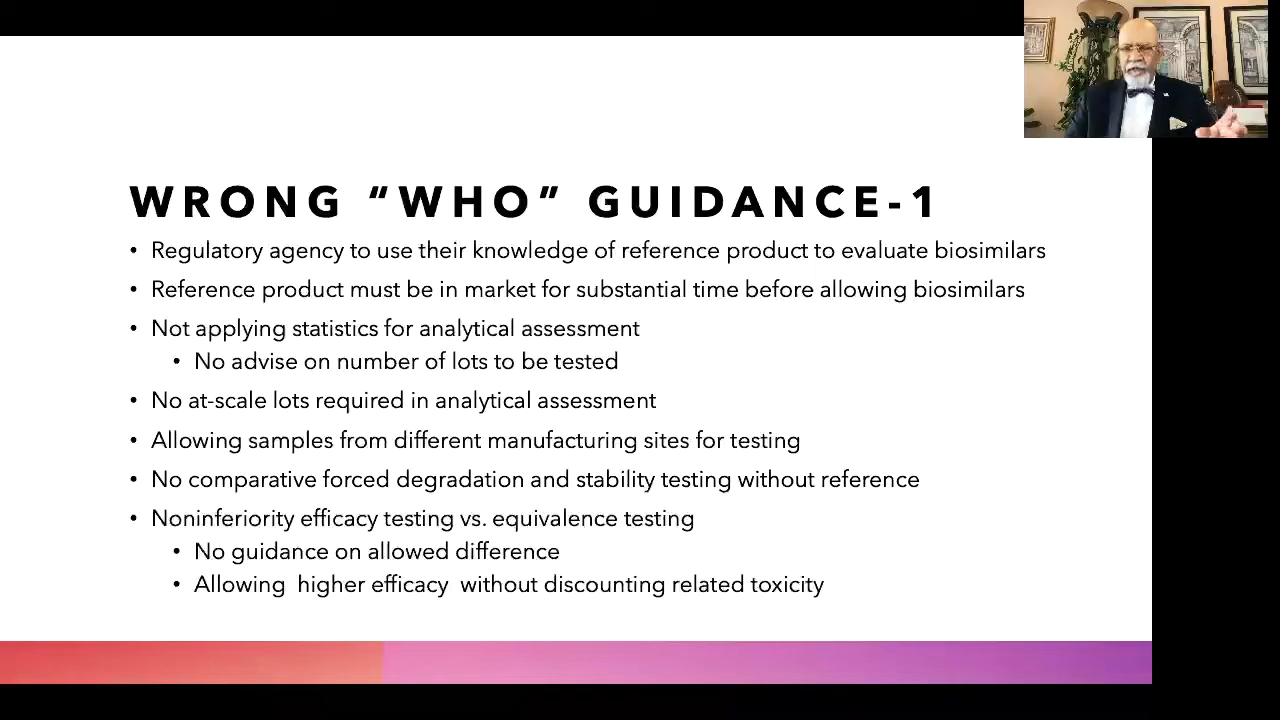 WRONG “WHO” GUIDANCE-1
• Regulatory agency to use their knowledge of reference product to evaluate biosimilars
• Reference product must be in market for substantial time before allowing biosimilars
• Not applying statistics for analytical assessment
• No advise on number of lots to be tested
• No at-scale lots required in analytical assessment
• Allowing samples from different manufacturing sites for testing
• No comparative forced degradation and stability testing without reference
• Noninferiority efficacy testing vs. equivalence testing
• No guidance on allowed difference
• Allowing  higher efficacy  without discounting related toxicity